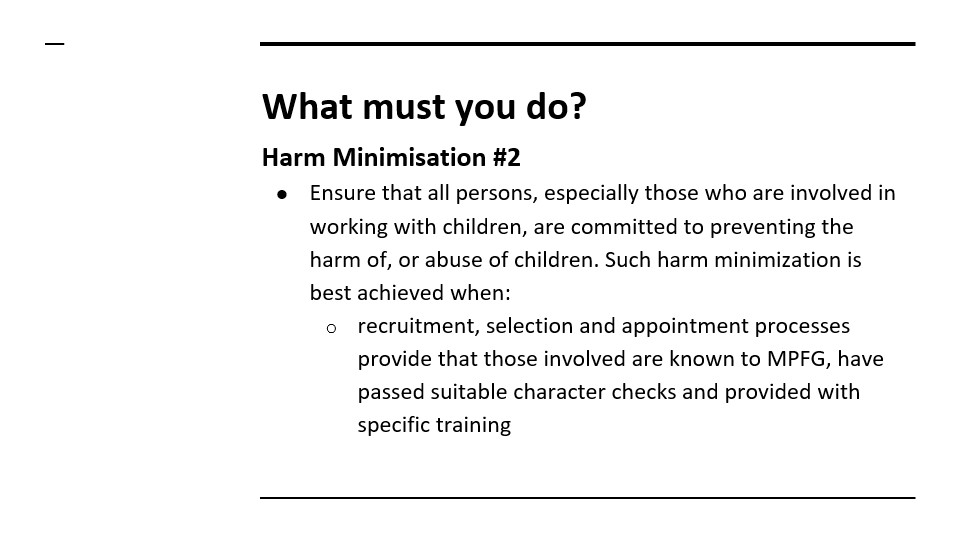 What must you do?
Harm Minimisation #2
● Ensure that all persons, especially those who are involved in
working with children, are committed to preventing the
harm of, or abuse of children. Such harm minimization is
best achieved when:
○ recruitment, selection and appointment processes
provide that those involved are known to MPFG, have
passed suitable character checks and provided with
specific training